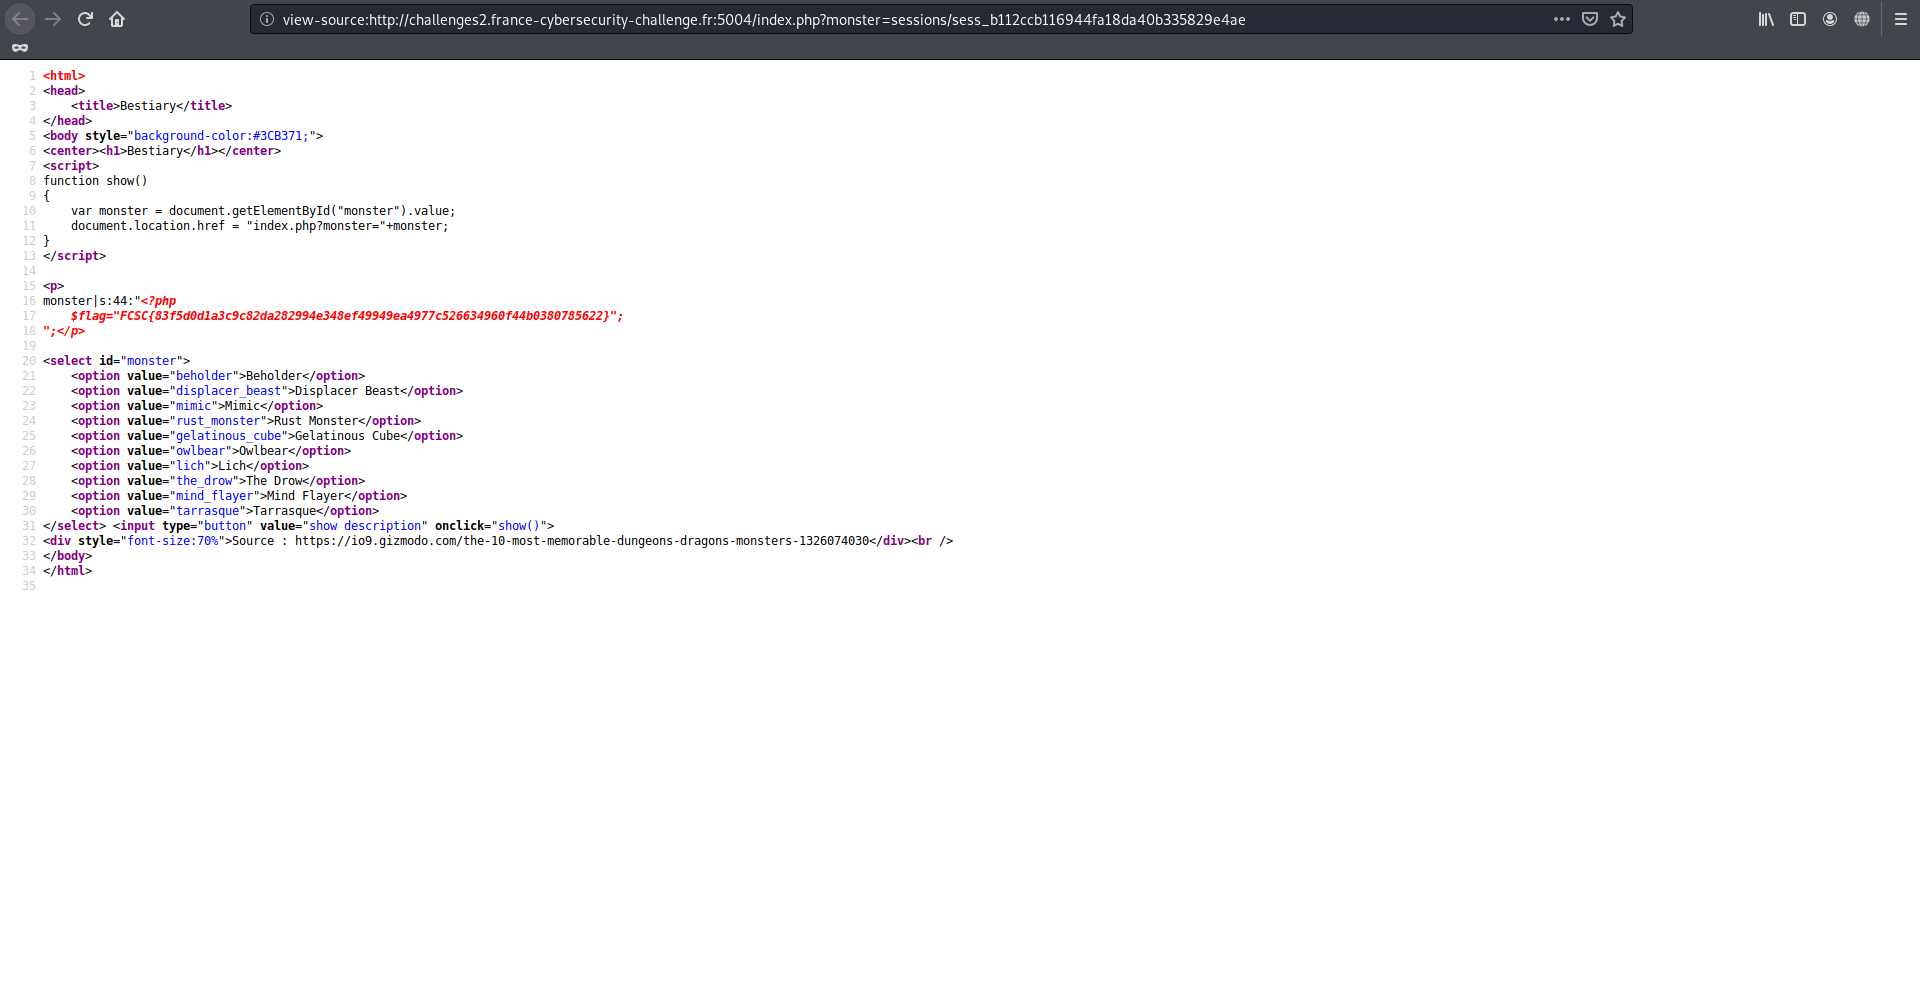 view-source:http://challenges2.france-cybersecurity-challenge.fr:5004/index.php?monster=sessions/sess_b112ccb116944fa18da40b335829e4ae
1 <html>
2 <head>
3     <title>Bestiary</title>
4 </head>
5 <body style="background-color:#3CB371;">
6 <center><h1>Bestiary</h1></center>
7 <script>
8 function show()
9 {
10     var monster = document.getElementById("monster").value;
11     document.location.href = "index.php?monster="+monster;
12 }
13 </script>
14
15 <p>
16 monster|s:44:"<?php
17     $flag="FCSC{83f5d0d1a3c9c82da282994e348ef49949ea4977c526634960f44b0380785622}";
18 ";</p>
19
20 <select id="monster">
21     <option value="beholder">Beholder</option>
22     <option value="displacer_beast">Displacer Beast</option>
23     <option value="mimic">Mimic</option>
24     <option value="rust_monster">Rust Monster</option>
25     <option value="gelatinous_cube">Gelatinous Cube</option>
26     <option value="owlbear">Owlbear</option>
27     <option value="lich">Lich</option>
28     <option value="the_drow">The Drow</option>
29     <option value="mind_flayer">Mind Flayer</option>
30     <option value="tarrasque">Tarrasque</option>
31 </select> <input type="button" value="show description" onclick="show()">
32 <div style="font-size:70%">Source : https://io9.gizmodo.com/the-10-most-memorable-dungeons-dragons-monsters-1326074030</div><br />
33 </body>
34 </html>
35